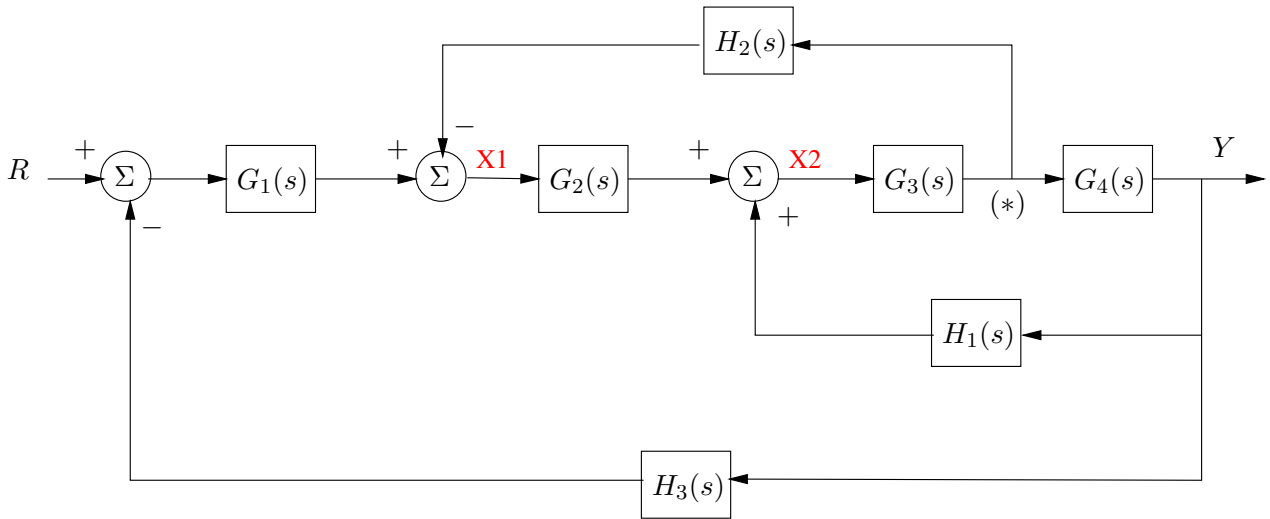 H₂(s)
−
+ + X1 + X2 Y
R Σ G₁(s) Σ G₂(s) Σ G₃(s) G₄(s)
(∗)
− +
H₁(s)
H₃(s)